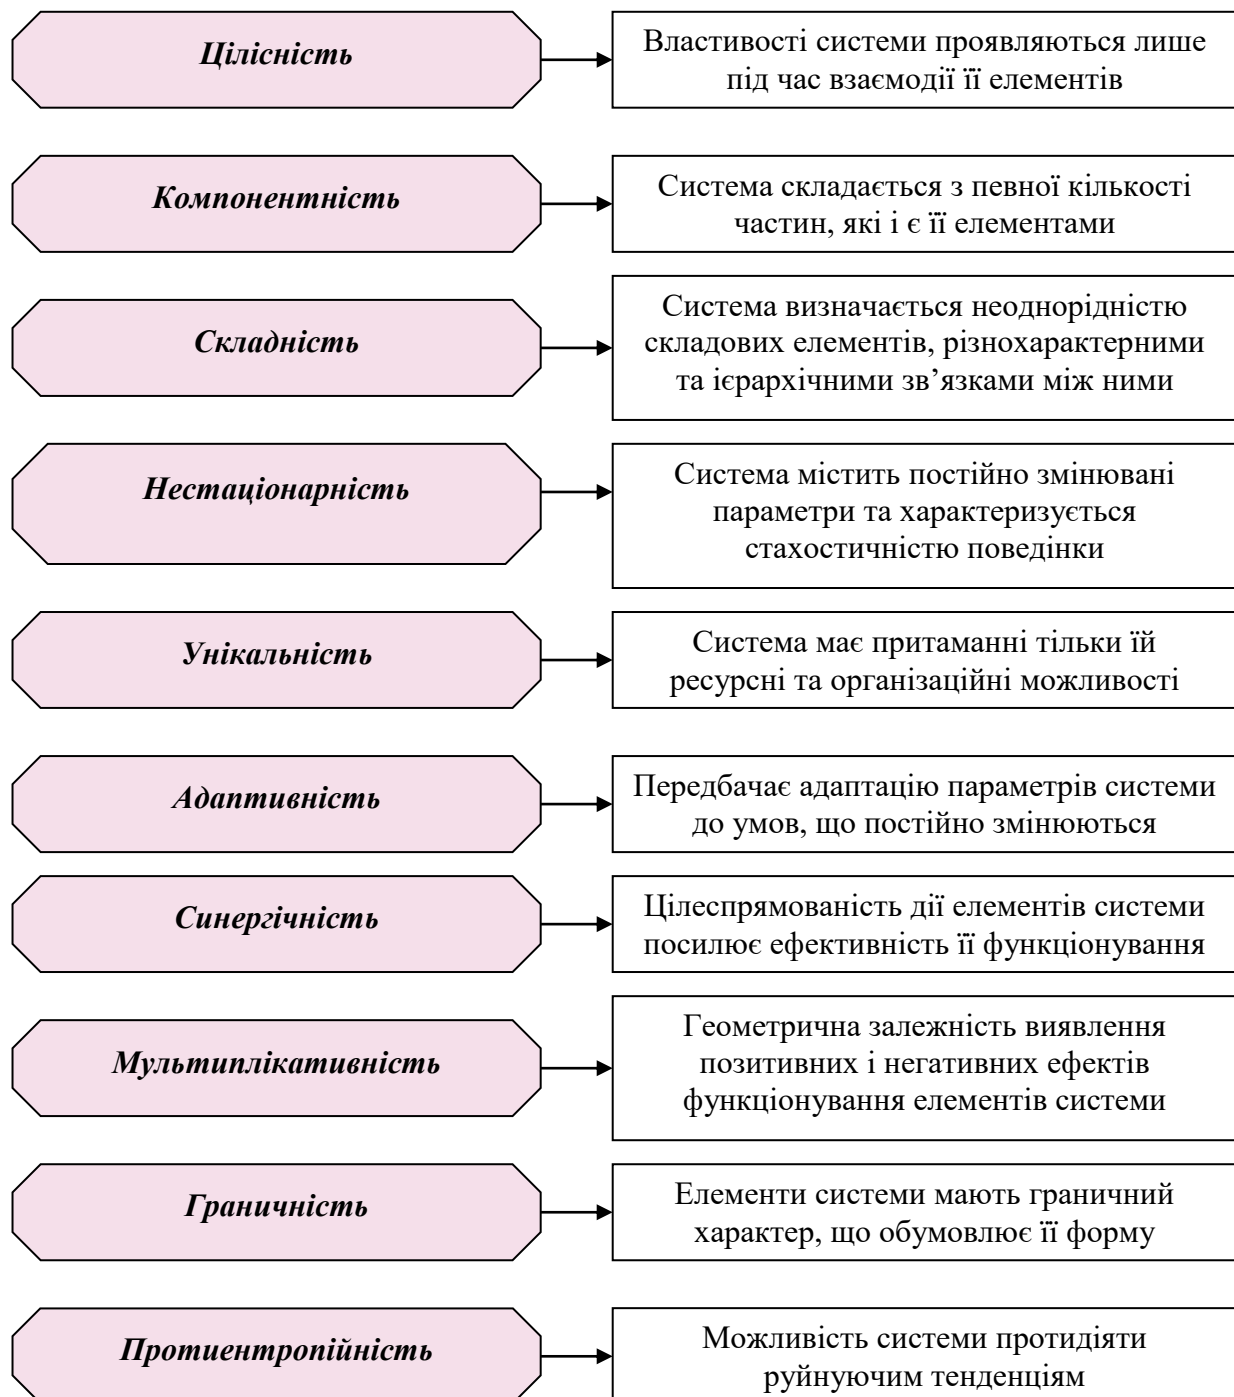 Цілісність
Властивості системи проявляються лише
під час взаємодії її елементів
Компонентність
Система складається з певної кількості
частин, які і є її елементами
Складність
Система визначається неоднорідністю
складових елементів, різнохарактерними
та ієрархічними зв’язками між ними
Нестаціонарність
Система містить постійно змінювані
параметри та характеризується
стахостичністю поведінки
Унікальність
Система має притаманні тільки їй
ресурсні та організаційні можливості
Адаптивність
Передбачає адаптацію параметрів системи
до умов, що постійно змінюються
Синергічність
Цілеспрямованість дії елементів системи
посилює ефективність її функціонування
Мультиплікативність
Геометрична залежність виявлення
позитивних і негативних ефектів
функціонування елементів системи
Граничність
Елементи системи мають граничний
характер, що обумовлює її форму
Протиентропійність
Можливість системи протидіяти
руйнуючим тенденціям